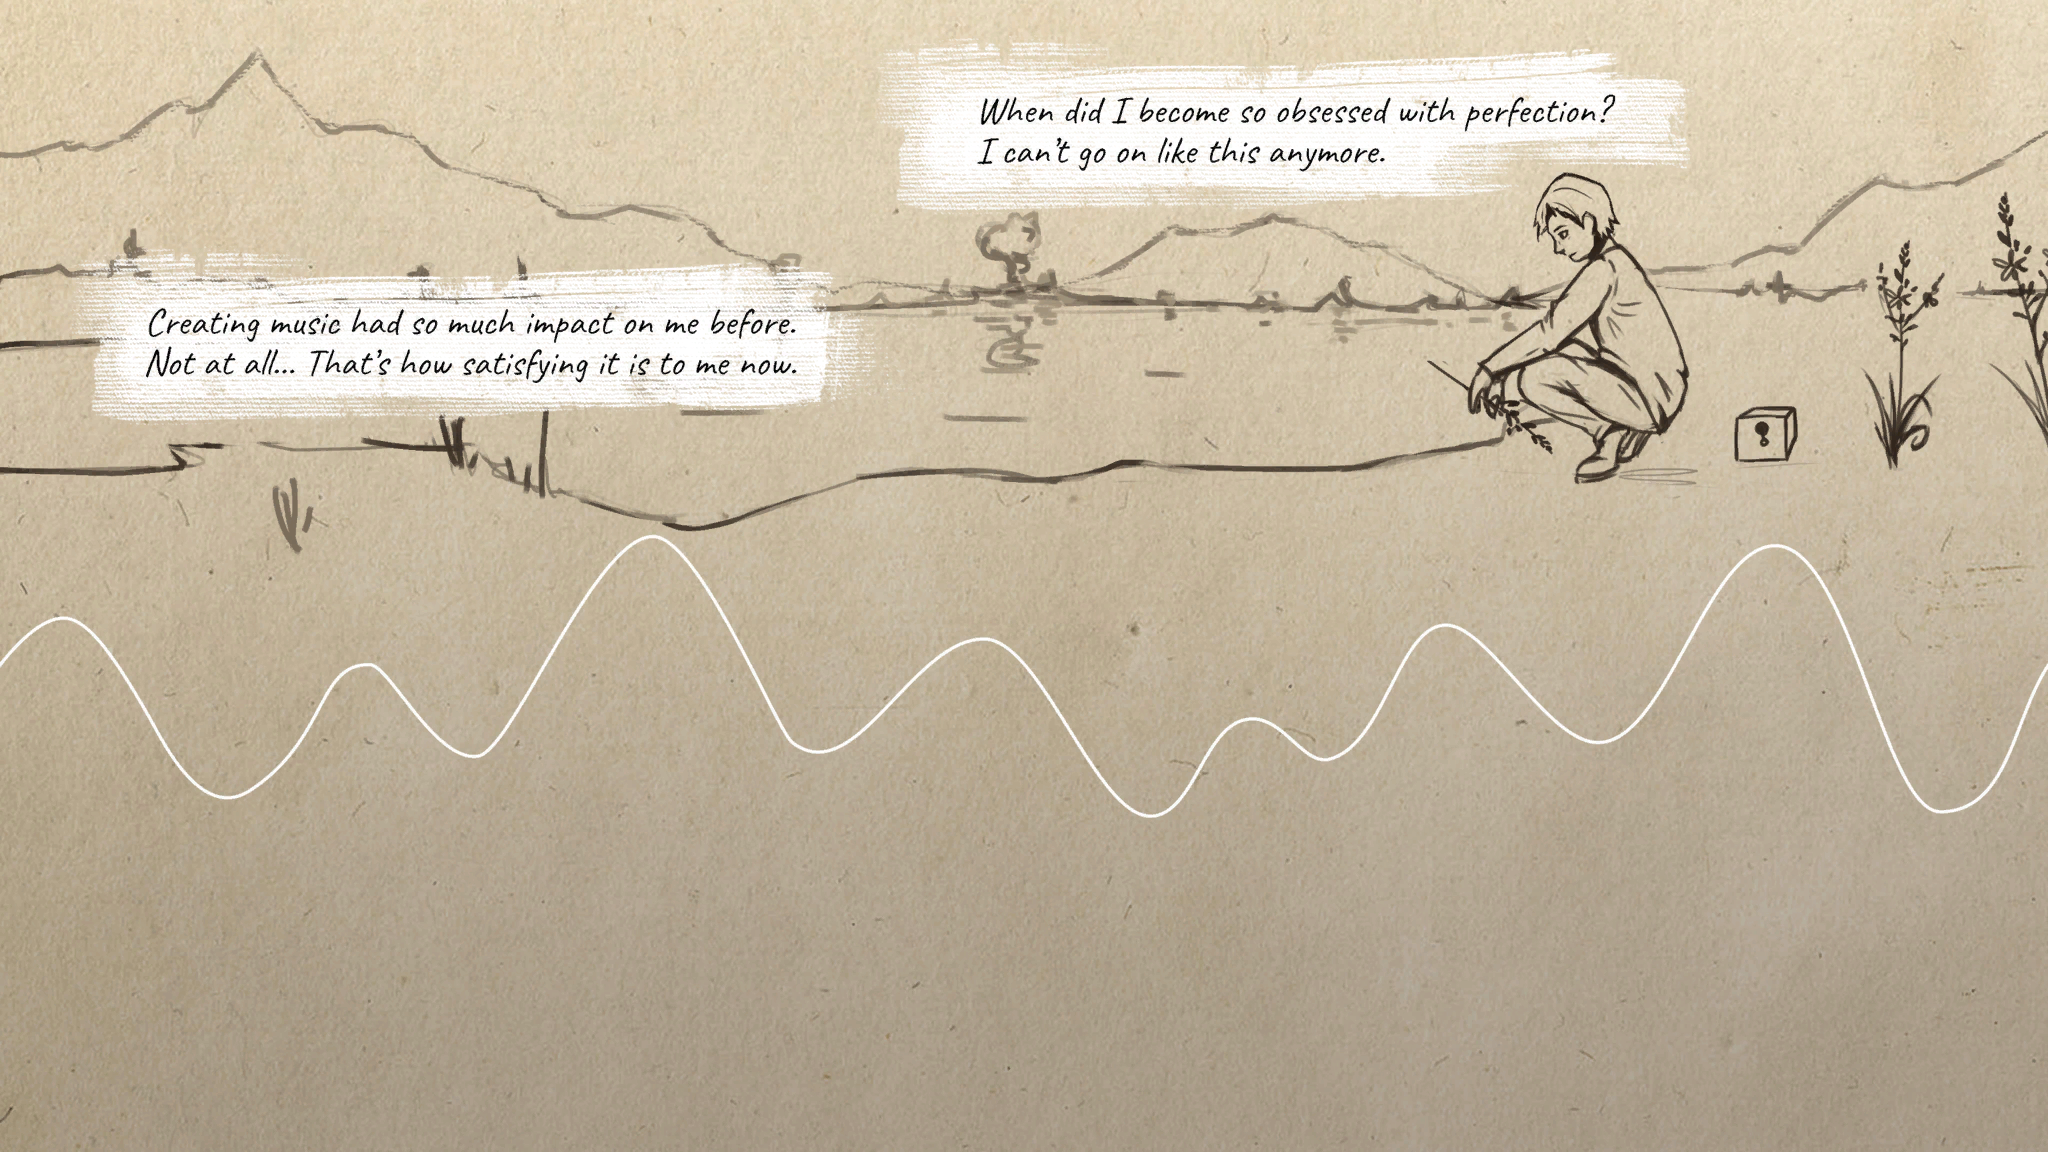 When did I become so obsessed with perfection?
I can't go on like this anymore.
Creating music had so much impact on me before.
Not at all... That's how satisfying it is to me now.